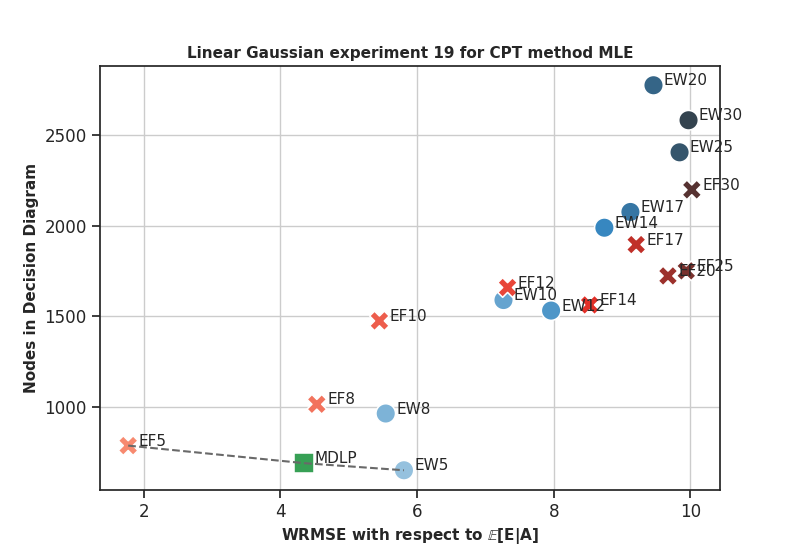 Linear Gaussian experiment 19 for CPT method MLE
Nodes in Decision Diagram
2500
2000
1500
1000
EW20
EW30
EW25
EF30
EW17
EW14
EF17
EF25
EF20
EF12
EW10
EF14
EW12
EF10
EF8
EW8
EF5
MDLP
EW5
2 4 6 8 10
WRMSE with respect to 𝔼[E|A]